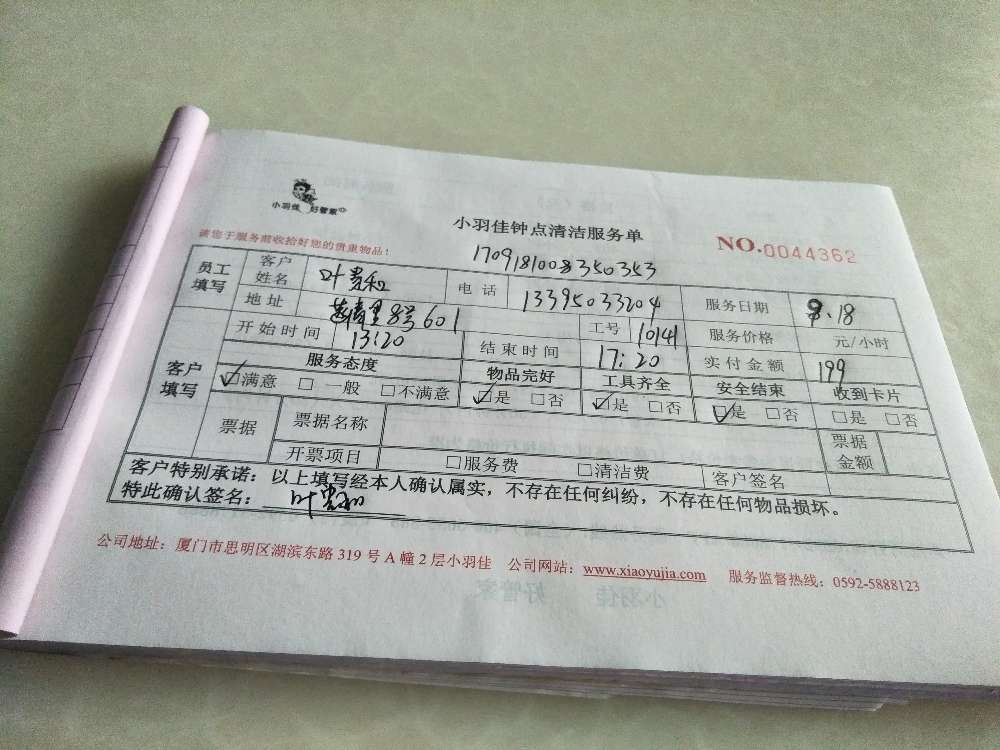 小羽佳 好管家
小羽佳钟点清洁服务单
请您于服务前收拾好您的贵重物品!
NO.0044362
1709181008350353
员工填写 客户姓名 叶贵和 电话 13395033204 服务日期 9.18
地址 8号601 工号 10141 服务价格 元/小时
客户填写 开始时间 13:20 结束时间 17:20 实付金额 199
服务态度 物品完好 工具齐全 安全结束 收到卡片
☑满意 □一般 □不满意 ☑是 □否 ☑是 □否 ☑是 □否 □是 □否
票据 票据名称 票据金额
开票项目 □服务费 □清洁费 客户签名
客户特别承诺:以上填写经本人确认属实,不存在任何纠纷,不存在任何物品损坏。
特此确认签名: 叶贵和
公司地址:厦门市思明区湖滨东路 319 号 A 幢 2 层小羽佳 公司网站:www.xiaoyujia.com 服务监督热线:0592-5888123